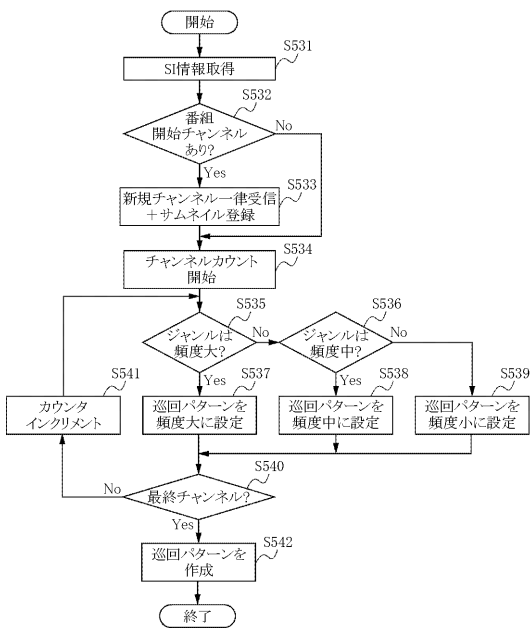 開始
S531
SI情報取得
S532
番組
開始チャンネル
あり?
No
Yes
S533
新規チャンネル一律受信
+サムネイル登録
S534
チャンネルカウント
開始
S535
ジャンルは
頻度大?
No
Yes
S536
ジャンルは
頻度中?
No
Yes
S541
カウンタ
インクリメント
S537
巡回パターンを
頻度大に設定
S538
巡回パターンを
頻度中に設定
S539
巡回パターンを
頻度小に設定
S540
最終チャンネル?
No
Yes
S542
巡回パターンを
作成
終了